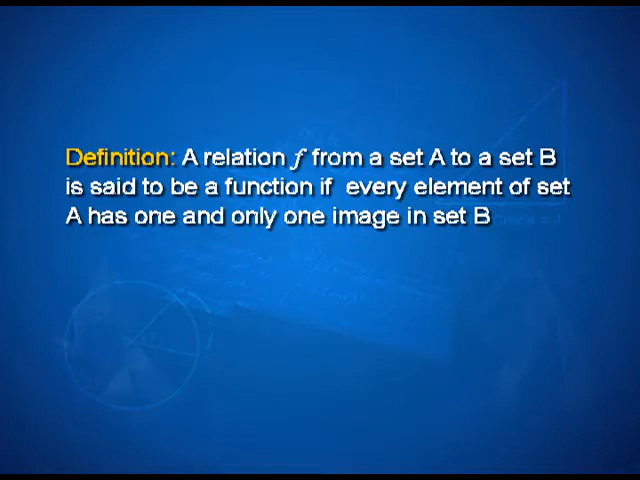 Definition: A relation f from a set A to a set B
is said to be a function if every element of set
A has one and only one image in set B